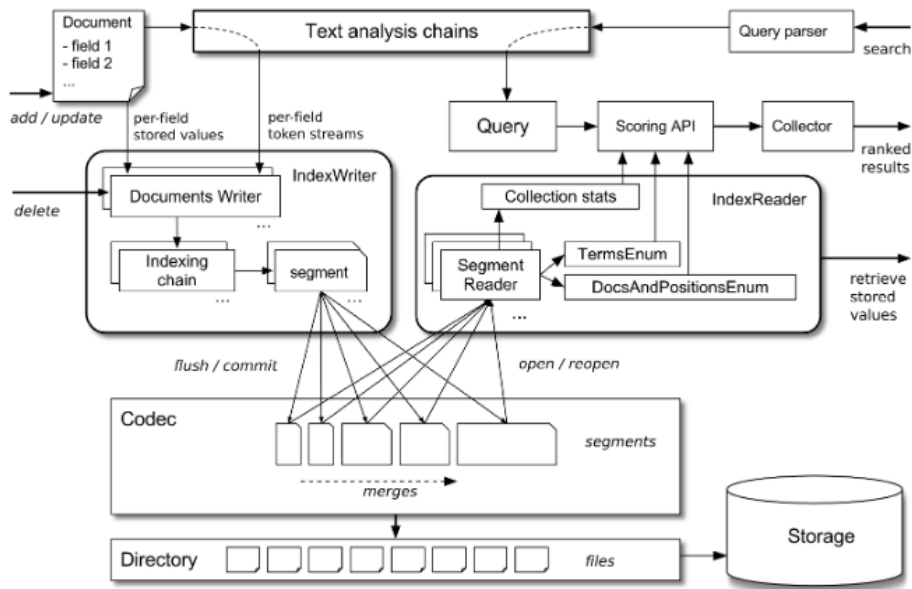 Document
- field 1
- field 2
...
Text analysis chains
Query parser
search
add / update
per-field
stored values
per-field
token streams
Query
Scoring API
Collector
ranked
results
IndexWriter
Documents Writer
...
delete
Indexing
chain
...
segment
...
Collection stats
IndexReader
Segment
Reader
...
TermsEnum
DocsAndPositionsEnum
retrieve
stored
values
flush / commit
open / reopen
Codec
segments
merges
Directory
files
Storage